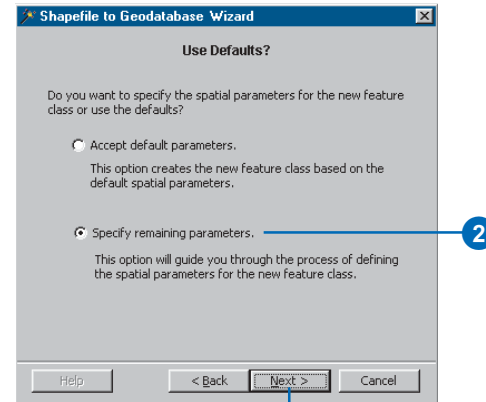 Shapefile to Geodatabase Wizard
Use Defaults?
Do you want to specify the spatial parameters for the new feature
class or use the defaults?
Accept default parameters.
This option creates the new feature class based on the
default spatial parameters.
Specify remaining parameters.
2
This option will guide you through the process of defining
the spatial parameters for the new feature class.
Help
< Back
Next >
Cancel